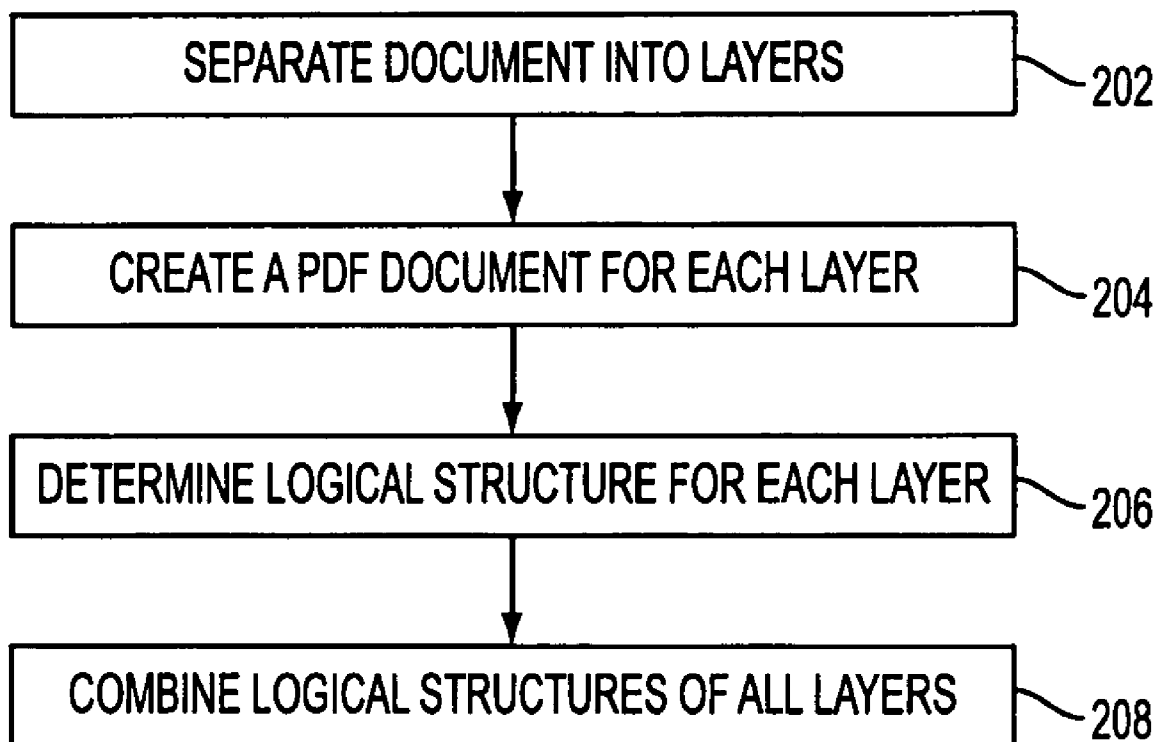 SEPARATE DOCUMENT INTO LAYERS
202
CREATE A PDF DOCUMENT FOR EACH LAYER
204
DETERMINE LOGICAL STRUCTURE FOR EACH LAYER
206
COMBINE LOGICAL STRUCTURES OF ALL LAYERS
208